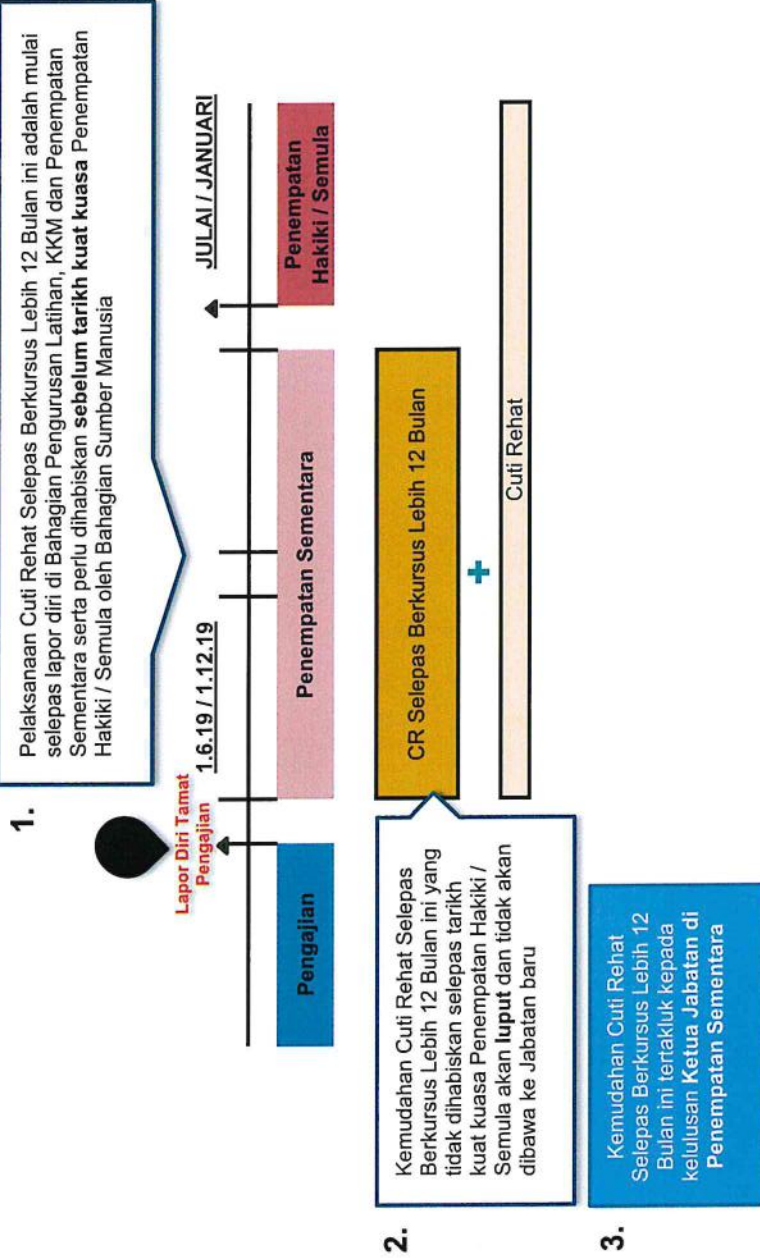 1.
Pelaksanaan Cuti Rehat Selepas Berkursus Lebih 12 Bulan ini adalah mulai
selepas lapor diri di Bahagian Pengurusan Latihan, KKM dan Penempatan
Sementara serta perlu dihabiskan sebelum tarikh kuat kuasa Penempatan
Hakiki / Semula oleh Bahagian Sumber Manusia
Lapor Diri Tamat
Pengajian
1.6.19 / 1.12.19
JULAI / JANUARI
Pengajian
Penempatan Sementara
Penempatan
Hakiki / Semula
2.
Kemudahan Cuti Rehat Selepas
Berkursus Lebih 12 Bulan ini yang
tidak dihabiskan selepas tarikh
kuat kuasa Penempatan Hakiki /
Semula akan luput dan tidak akan
dibawa ke Jabatan baru
CR Selepas Berkursus Lebih 12 Bulan
+
Cuti Rehat
3.
Kemudahan Cuti Rehat
Selepas Berkursus Lebih 12
Bulan ini tertakluk kepada
kelulusan Ketua Jabatan di
Penempatan Sementara